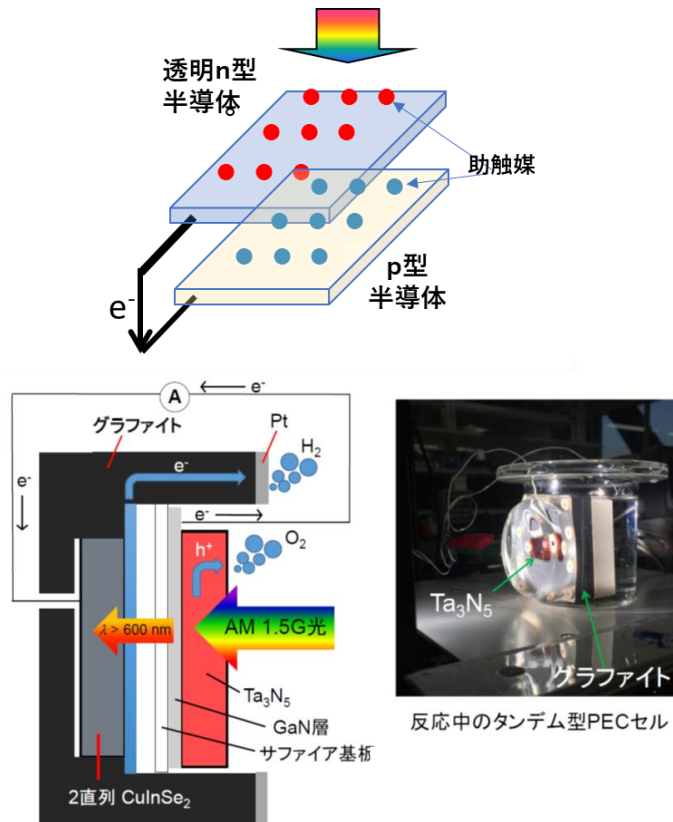 透明n型
半導体。
助触媒
p型
半導体
e⁻
A
e⁻
グラファイト
Pt
H₂
e⁻
e⁻
e⁻
O₂
h⁺
λ > 600 nm
AM 1.5G光
Ta₃N₅
GaN層
サファイア基板
2直列 CuInSe₂
Ta₃N₅
グラファイト
反応中のタンデム型PECセル